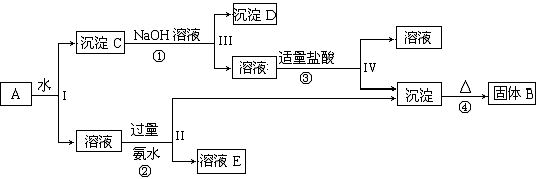 沉淀 D
沉淀 C
NaOH 溶液
①
III
溶液:
适量盐酸
③
溶液
IV
A
水
I
沉淀
△
④
固体 B
溶液
过量
氨水
②
II
溶液 E